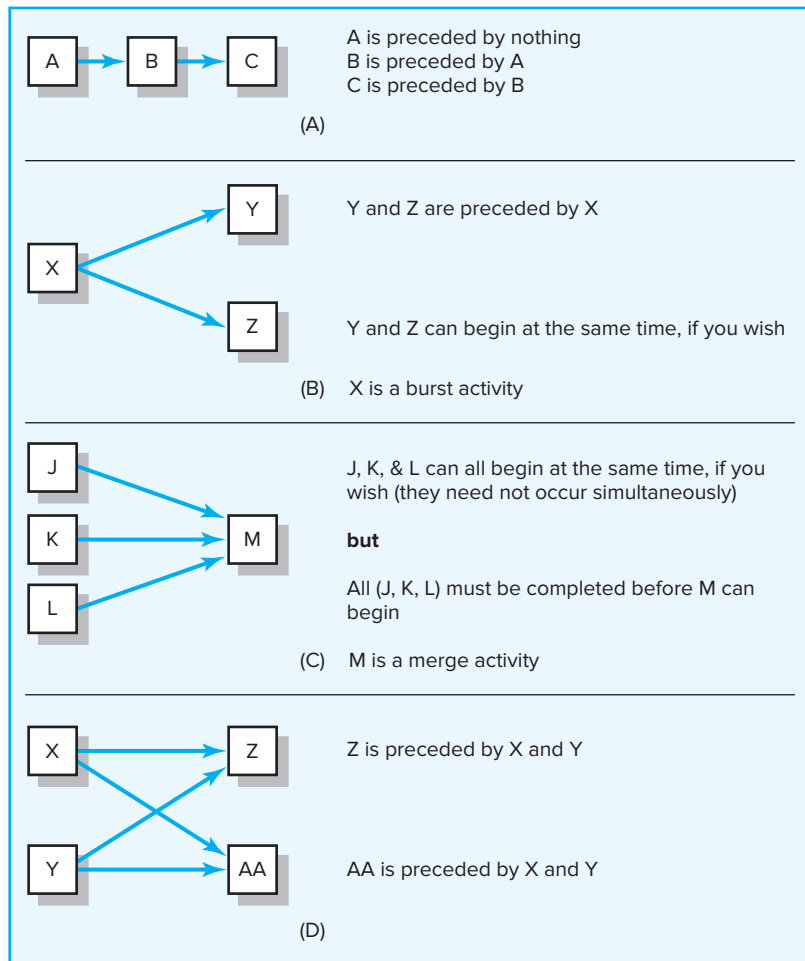 A
B
C
A is preceded by nothing
B is preceded by A
C is preceded by B
(A)
Y
Y and Z are preceded by X
X
Z
Y and Z can begin at the same time, if you wish
(B) X is a burst activity
J
J, K, & L can all begin at the same time, if you
wish (they need not occur simultaneously)
K
M
but
L
All (J, K, L) must be completed before M can
begin
(C) M is a merge activity
X
Z
Z is preceded by X and Y
Y
AA
AA is preceded by X and Y
(D)